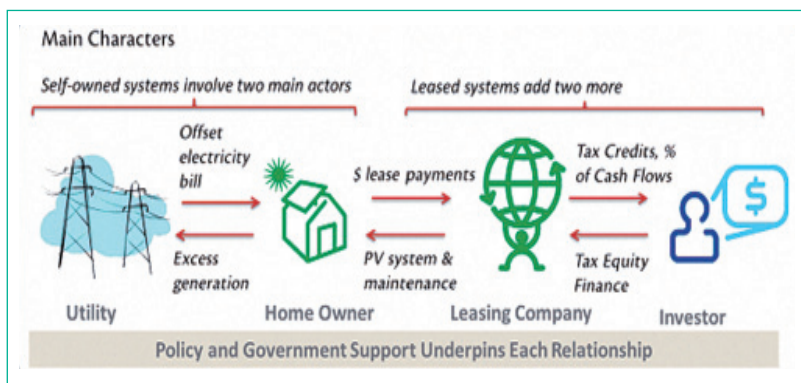 Main Characters
Self-owned systems involve two main actors
Leased systems add two more
Offset
electricity
bill
$ lease payments
Tax Credits, %
of Cash Flows
$
Excess
generation
PV system &
maintenance
Tax Equity
Finance
Utility
Home Owner
Leasing Company
Investor
Policy and Government Support Underpins Each Relationship